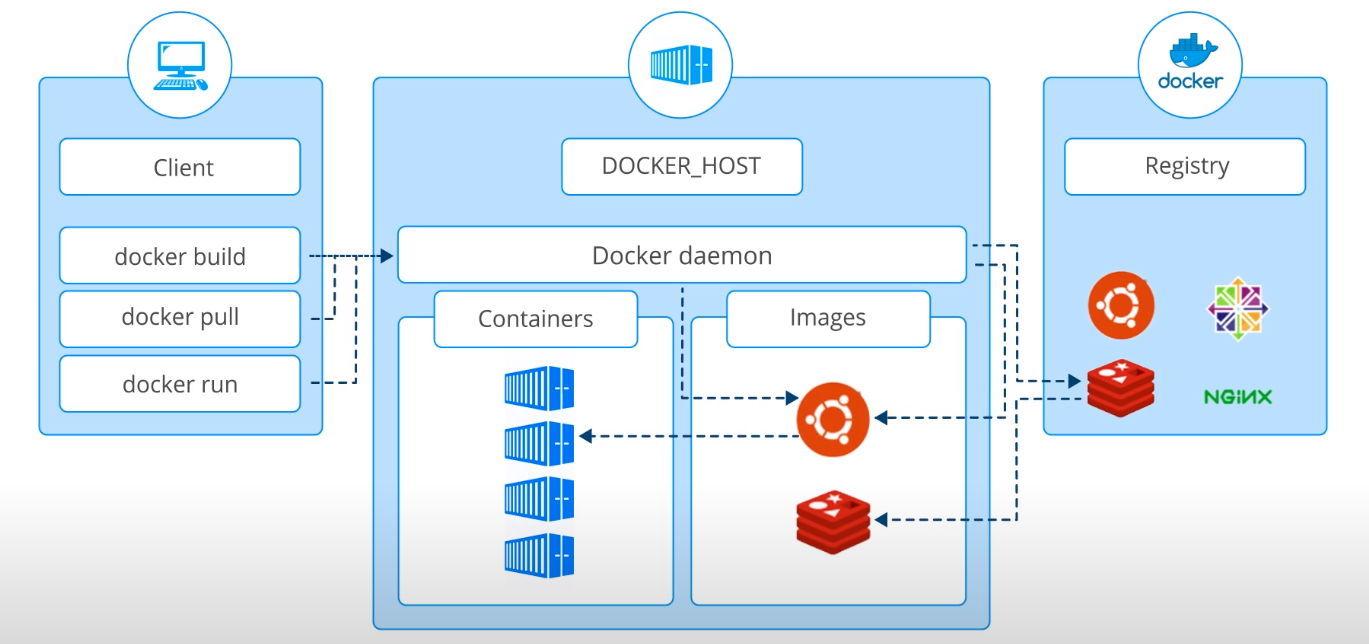 docker
Client
DOCKER_HOST
Registry
docker build
Docker daemon
docker pull
Containers
Images
docker run
NGiNX